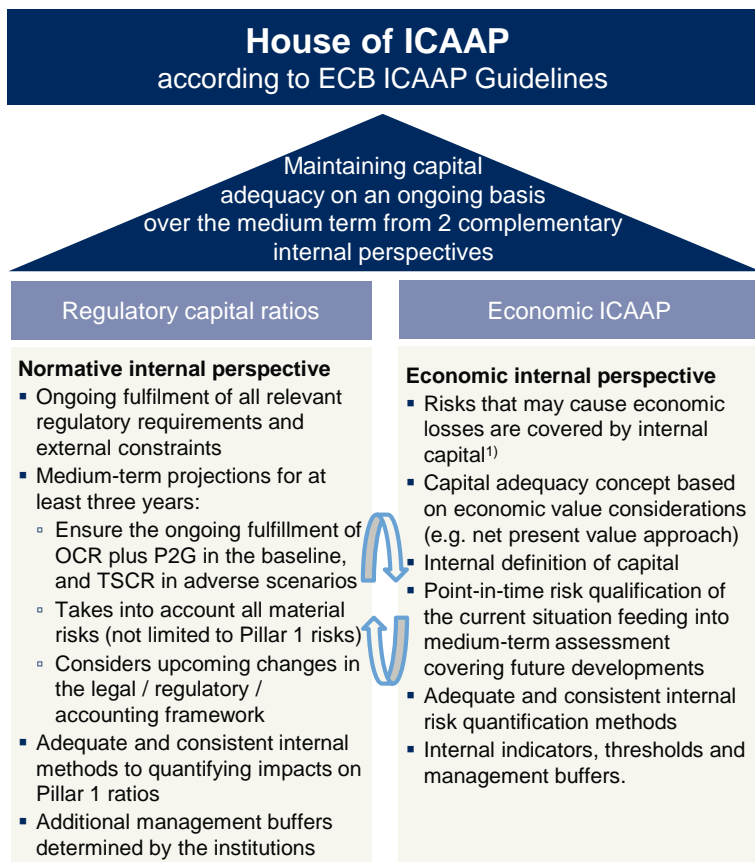 House of ICAAP
according to ECB ICAAP Guidelines
Maintaining capital
adequacy on an ongoing basis
over the medium term from 2 complementary
internal perspectives
Regulatory capital ratios
Normative internal perspective
▪ Ongoing fulfilment of all relevant
regulatory requirements and
external constraints
▪ Medium-term projections for at
least three years:
▫ Ensure the ongoing fulfillment of
OCR plus P2G in the baseline,
and TSCR in adverse scenarios
▫ Takes into account all material
risks (not limited to Pillar 1 risks)
▫ Considers upcoming changes in
the legal / regulatory /
accounting framework
▪ Adequate and consistent internal
methods to quantifying impacts on
Pillar 1 ratios
▪ Additional management buffers
determined by the institutions
Economic ICAAP
Economic internal perspective
▪ Risks that may cause economic
losses are covered by internal
capital1)
▪ Capital adequacy concept based
on economic value considerations
(e.g. net present value approach)
▪ Internal definition of capital
▪ Point-in-time risk qualification of
the current situation feeding into
medium-term assessment
covering future developments
▪ Adequate and consistent internal
risk quantification methods
▪ Internal indicators, thresholds and
management buffers.